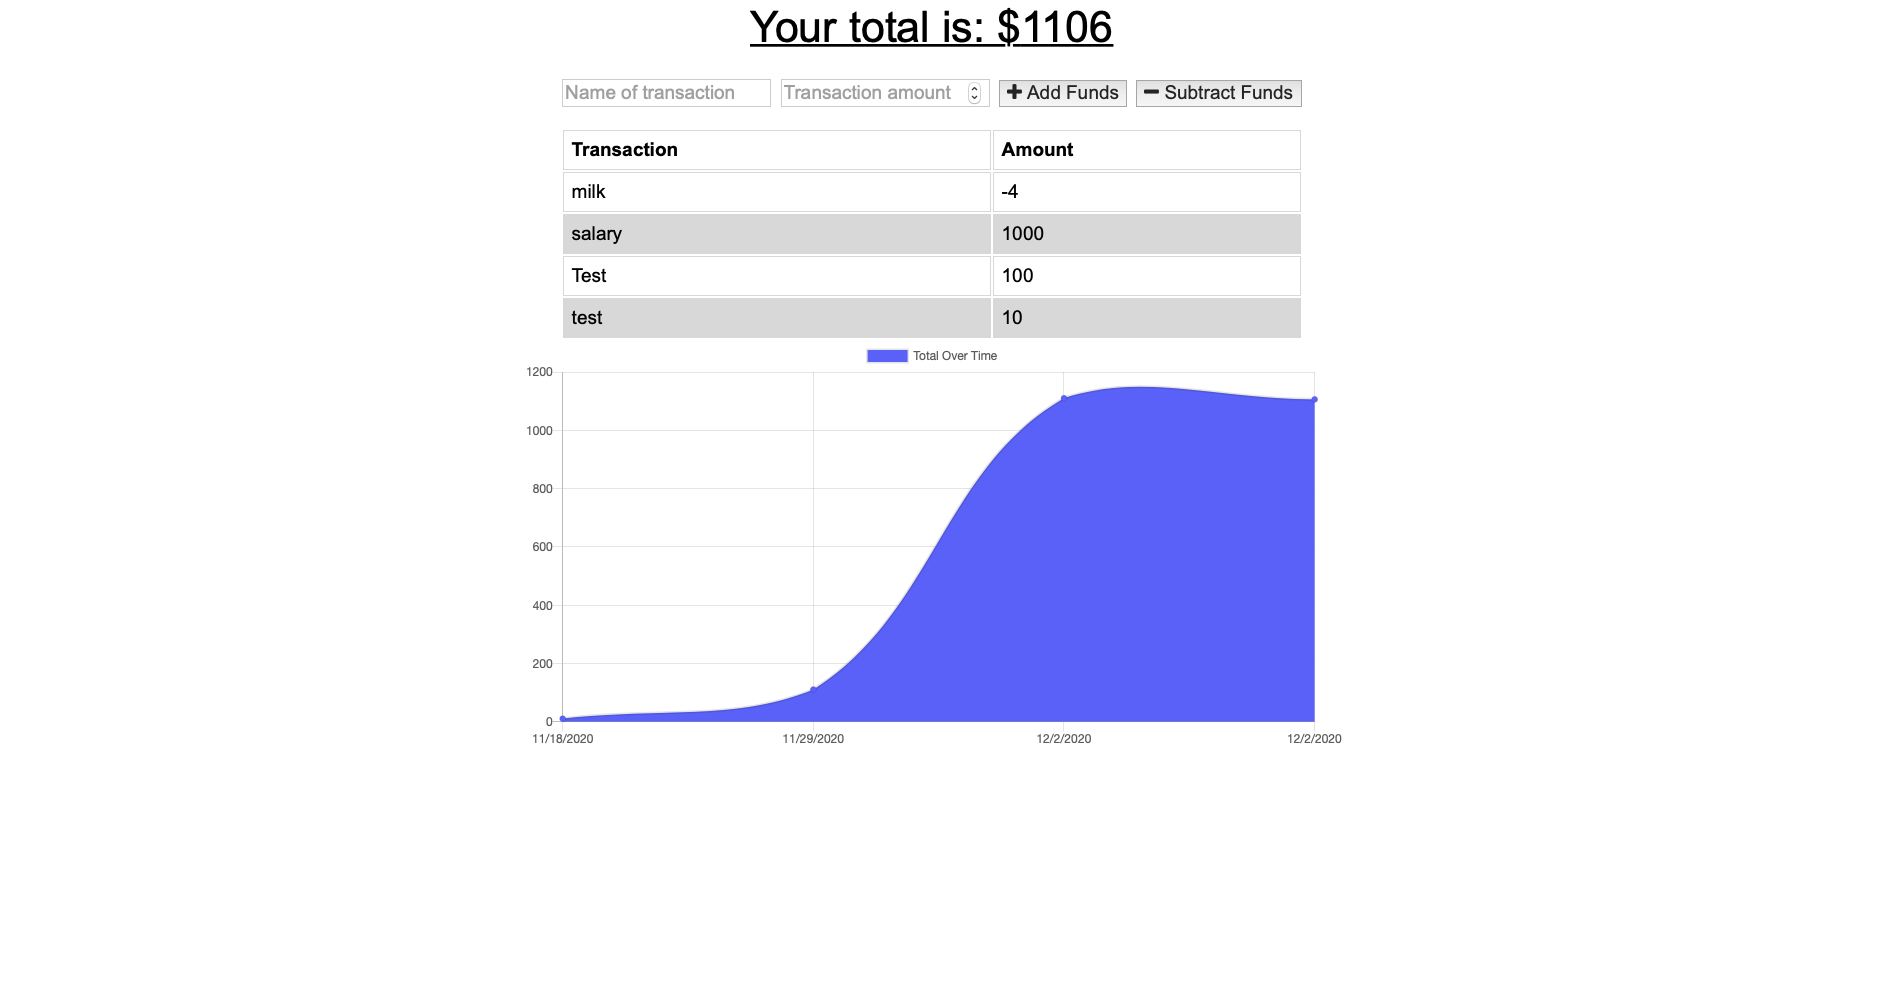 Your total is: $1106
Name of transaction Transaction amount Add Funds Subtract Funds
Transaction Amount
milk -4
salary 1000
Test 100
test 10
Total Over Time
1200
1000
800
600
400
200
0
11/18/2020 11/29/2020 12/2/2020 12/2/2020